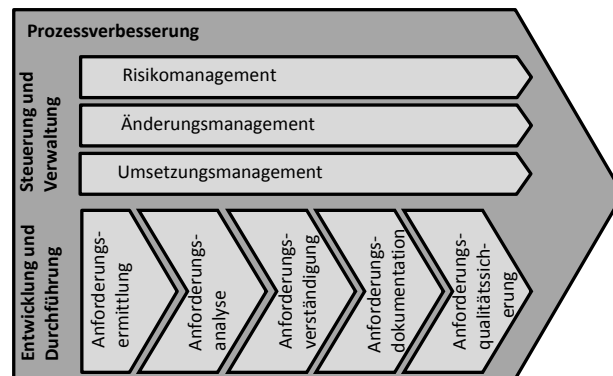 Prozessverbesserung
Steuerung und
Verwaltung
Risikomanagement
Änderungsmanagement
Umsetzungsmanagement
Entwicklung und
Durchführung
Anforderungs-
ermittlung
Anforderungs-
analyse
Anforderungs-
verständigung
Anforderungs-
dokumentation
Anforderungs-
qualitätssich-
erung